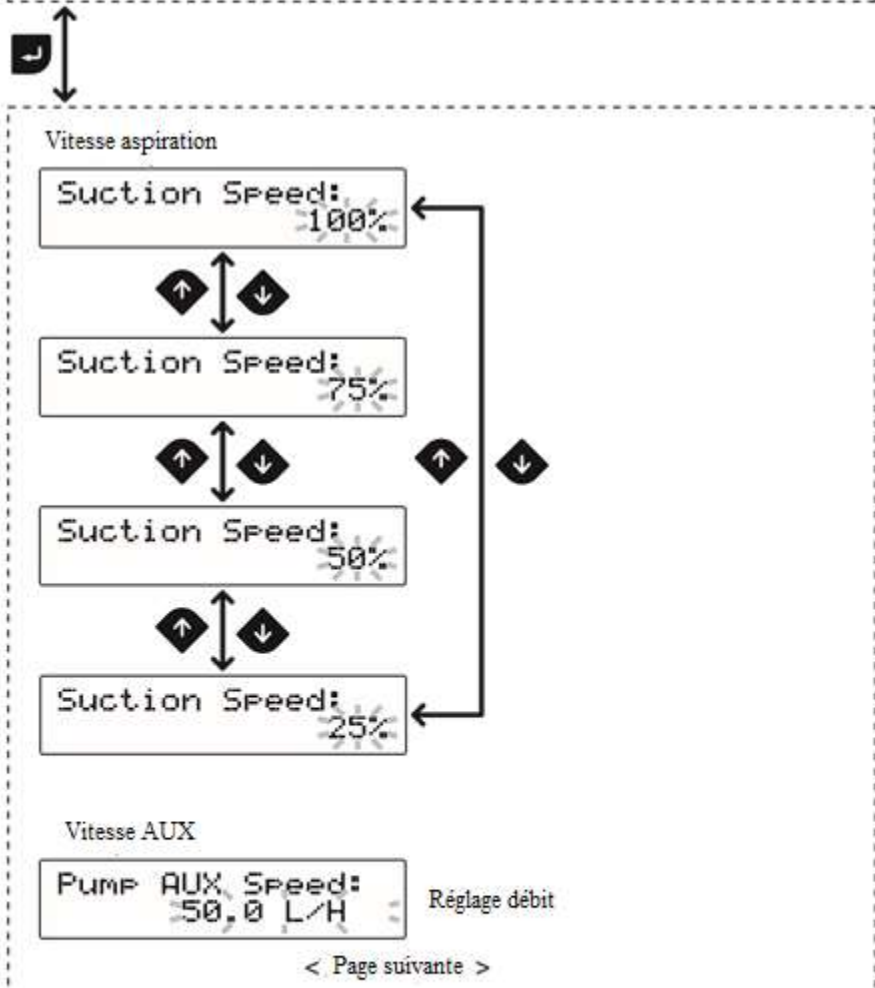 Vitesse aspiration
Suction Speed:
100%
Suction Speed:
75%
Suction Speed:
50%
Suction Speed:
25%
Vitesse AUX
Pump AUX Speed:
50.0 L/H
Réglage débit
< Page suivante >